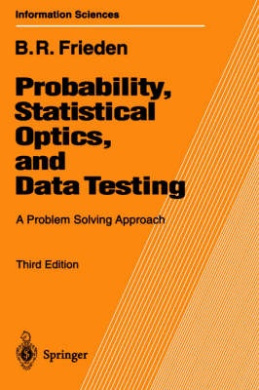 Information Sciences
B. R. Frieden
Probability,
Statistical
Optics,
and
Data Testing
A Problem Solving Approach
Third Edition
Springer